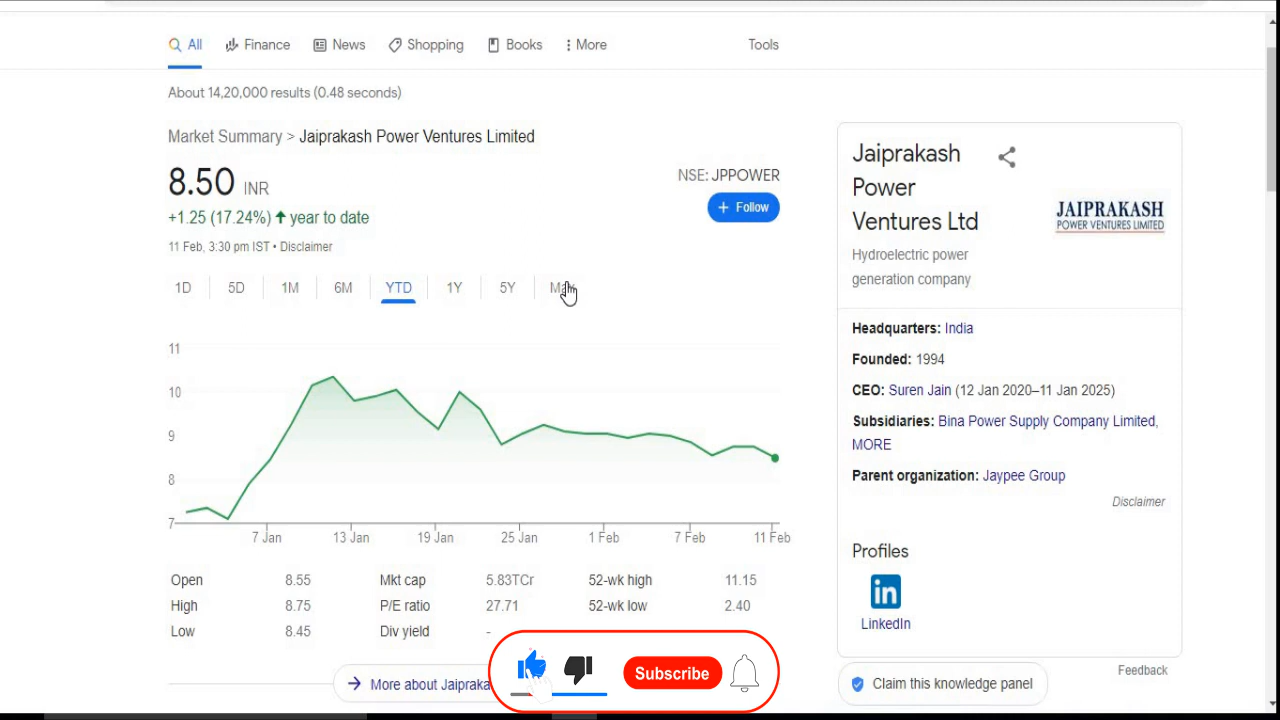 All Finance News Shopping Books More Tools
About 14,20,000 results (0.48 seconds)
Market Summary > Jaiprakash Power Ventures Limited
8.50 INR
+1.25 (17.24%) year to date
11 Feb, 3:30 pm IST • Disclaimer
NSE: JPPOWER
+ Follow
1D 5D 1M 6M YTD 1Y 5Y
11
10
9
8
7
7 Jan 13 Jan 19 Jan 25 Jan 1 Feb 7 Feb 11 Feb
Open 8.55 Mkt cap 5.83TCr 52-wk high 11.15
High 8.75 P/E ratio 27.71 52-wk low 2.40
Low 8.45 Div yield -
More about Jaipraka
Subscribe
Jaiprakash
Power
Ventures Ltd
JAIPRAKASH
POWER VENTURES LIMITED
Hydroelectric power
generation company
Headquarters: India
Founded: 1994
CEO: Suren Jain (12 Jan 2020–11 Jan 2025)
Subsidiaries: Bina Power Supply Company Limited,
MORE
Parent organization: Jaypee Group
Disclaimer
Profiles
in
LinkedIn
Feedback
Claim this knowledge panel